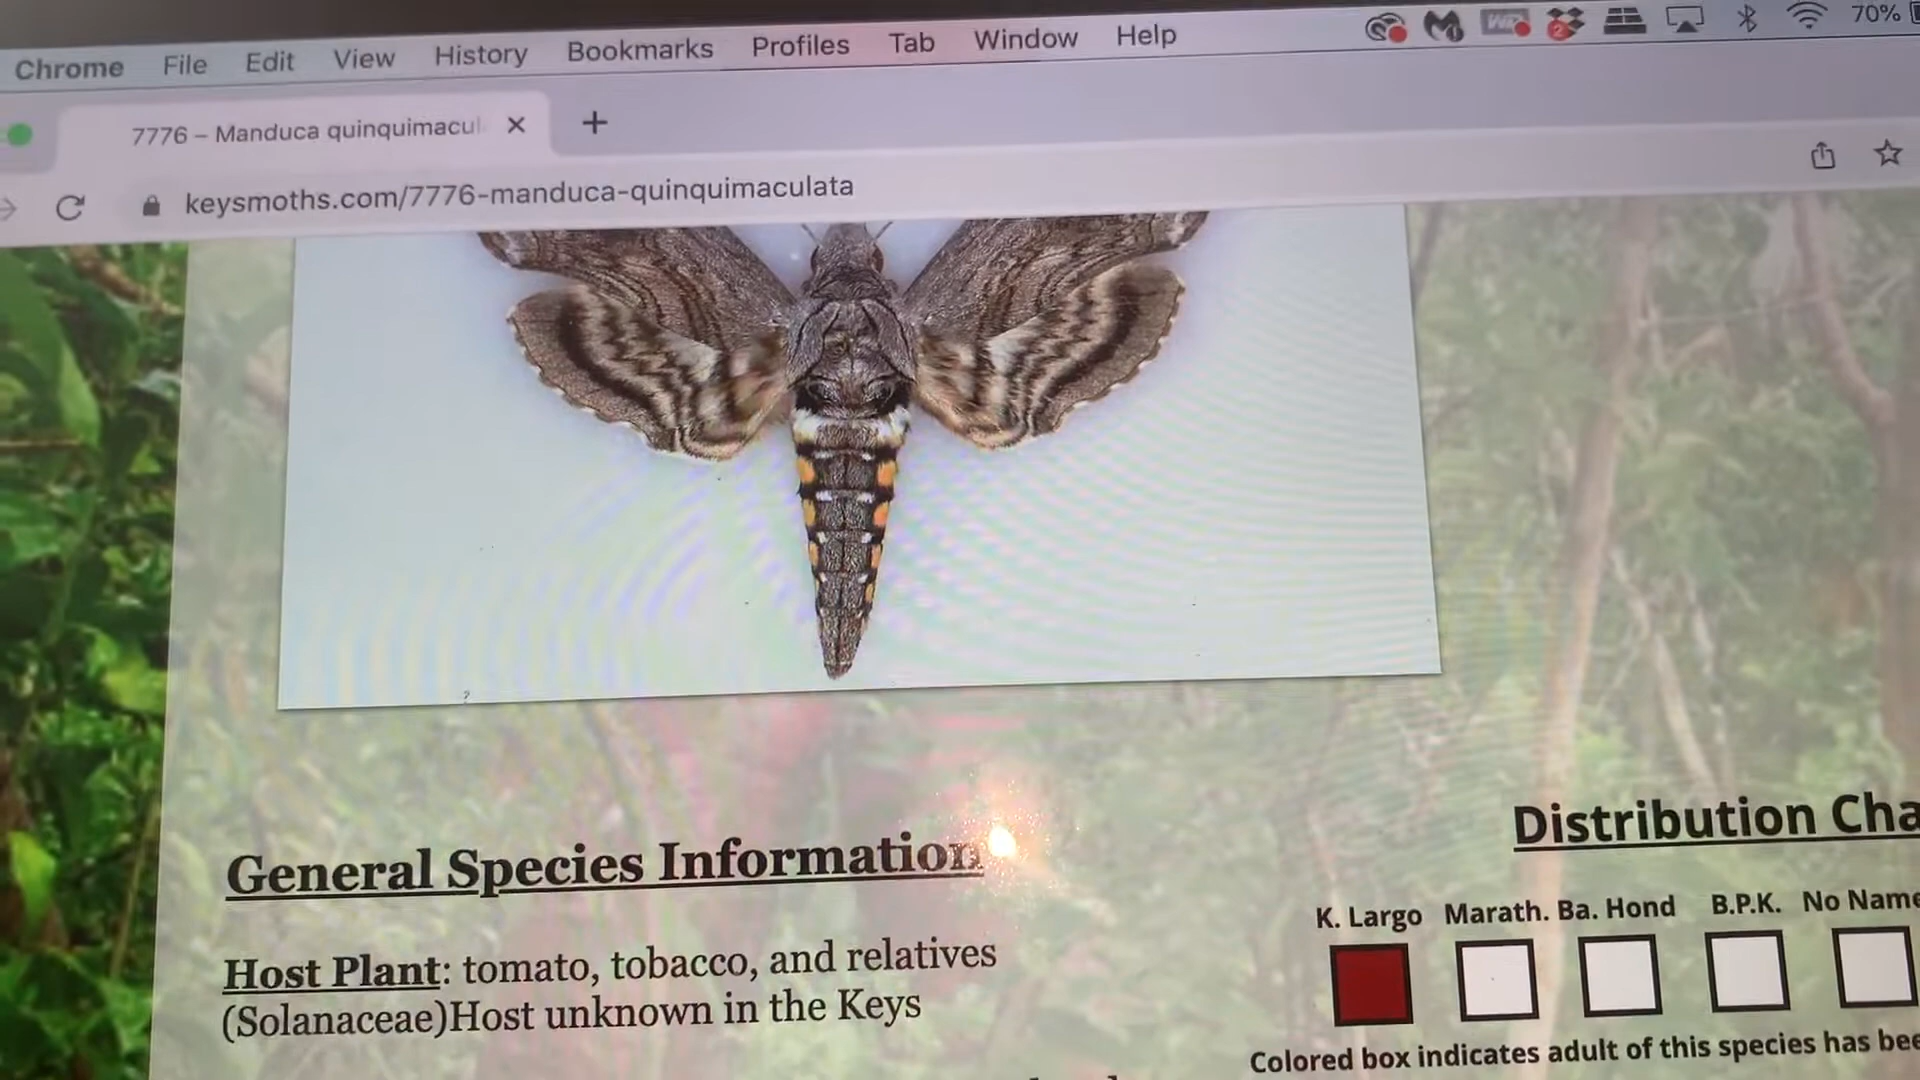 Chrome File Edit View History Bookmarks Profiles Tab Window Help 70%
7776 – Manduca quinquimacul
keysmoths.com/7776-manduca-quinquimaculata
General Species Information
Host Plant: tomato, tobacco, and relatives
(Solanaceae)Host unknown in the Keys
Distribution Cha
K. Largo Marath. Ba. Hond B.P.K. No Name
Colored box indicates adult of this species has bee